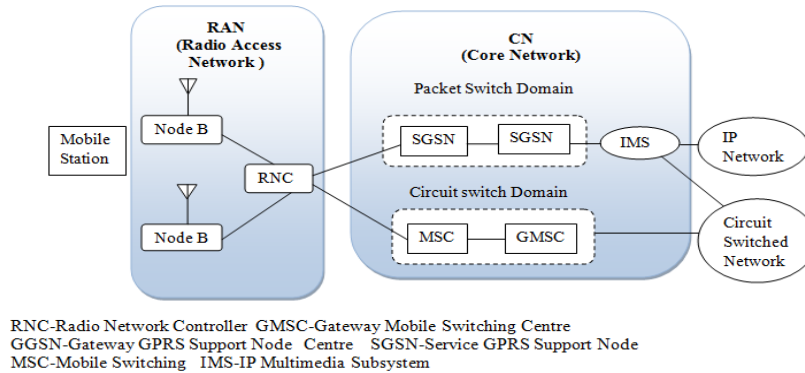 RAN
(Radio Access
Network )
CN
(Core Network)
Packet Switch Domain
Mobile
Station
Node B
Node B
RNC
SGSN
SGSN
IMS
IP
Network
Circuit switch Domain
MSC
GMSC
Circuit
Switched
Network
RNC-Radio Network Controller GMSC-Gateway Mobile Switching Centre
GGSN-Gateway GPRS Support Node Centre SGSN-Service GPRS Support Node
MSC-Mobile Switching IMS-IP Multimedia Subsystem